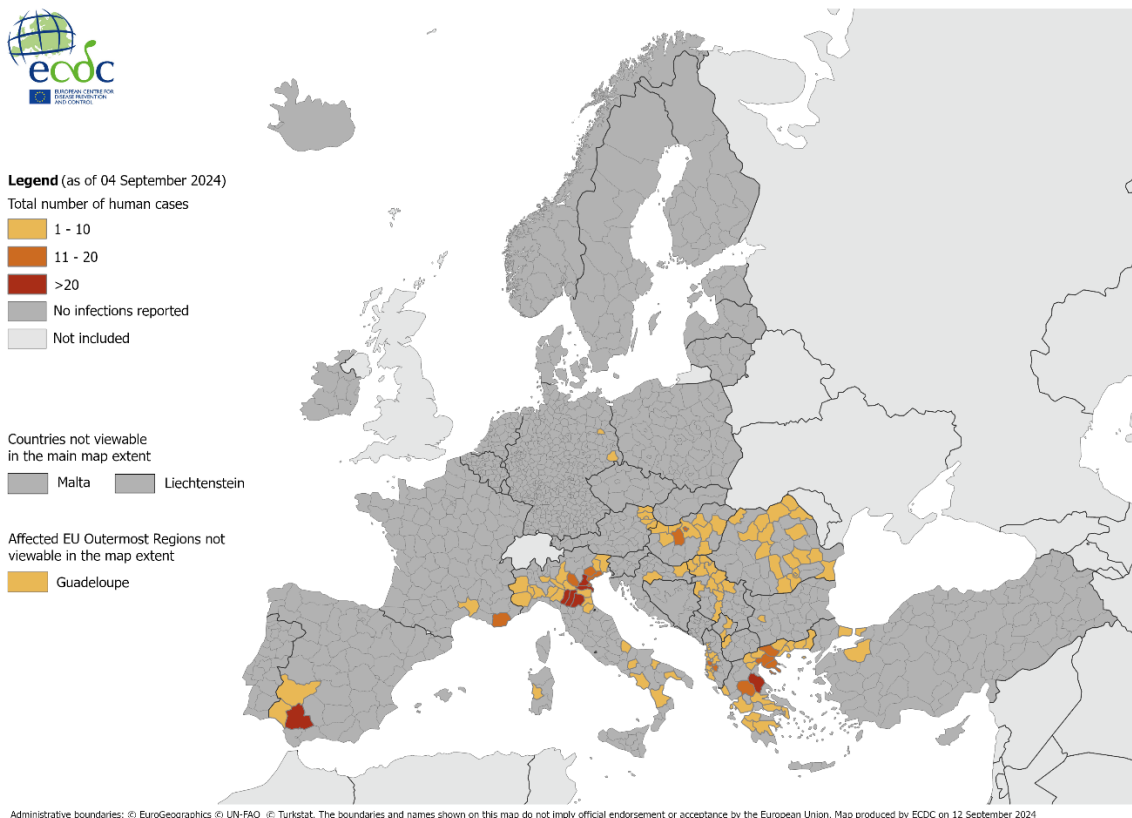 ecdc
EUROPEAN CENTRE FOR
DISEASE PREVENTION
AND CONTROL
Legend (as of 04 September 2024)
Total number of human cases
1 - 10
11 - 20
>20
No infections reported
Not included
Countries not viewable
in the main map extent
Malta
Liechtenstein
Affected EU Outermost Regions not
viewable in the map extent
Guadeloupe
Administrative boundaries: © EuroGeographics © UN-FAO © Turkstat. The boundaries and names shown on this map do not imply official endorsement or acceptance by the European Union. Map produced by ECDC on 12 September 2024